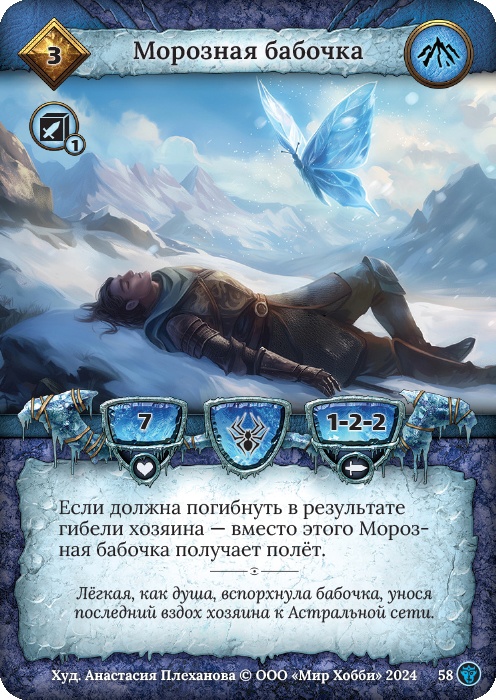 3
Морозная бабочка
1
7
1-2-2
Если должна погибнуть в результате
гибели хозяина — вместо этого Мороз-
ная бабочка получает полёт.
Лёгкая, как душа, вспорхнула бабочка, унося
последний вздох хозяина к Астральной сети.
Худ. Анастасия Плеханова © ООО «Мир Хобби» 2024 58